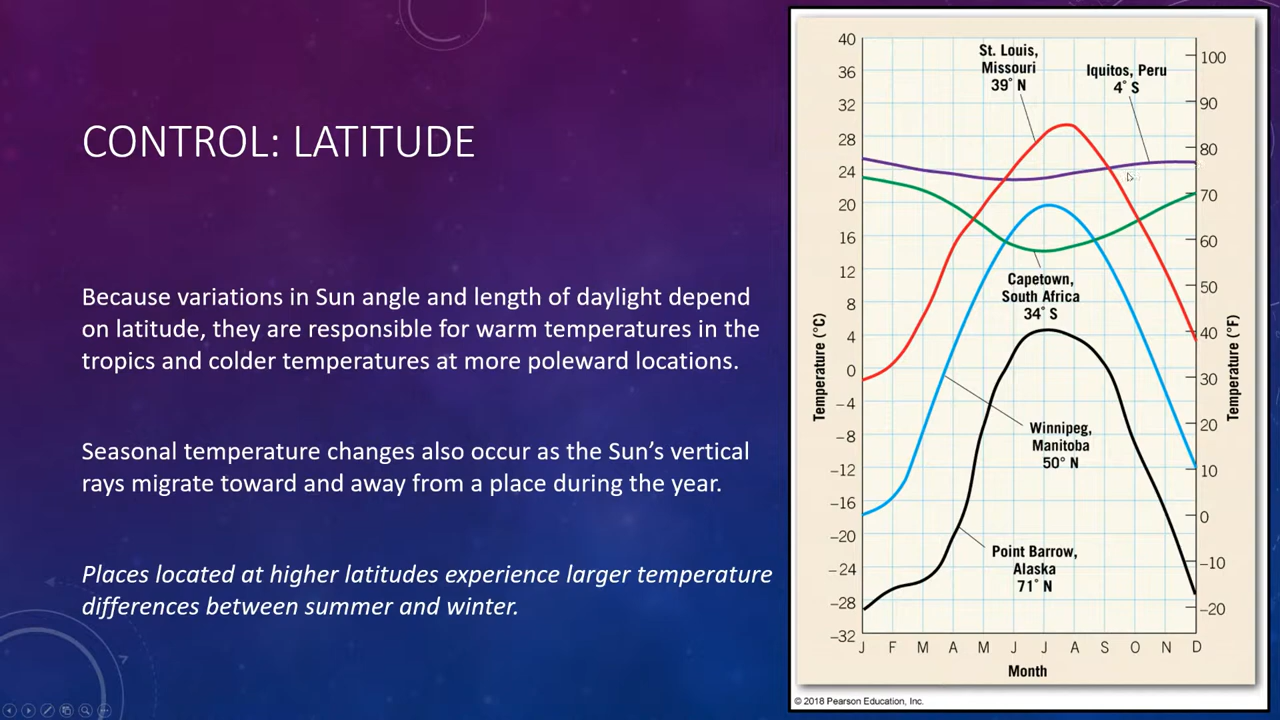 CONTROL: LATITUDE
Because variations in Sun angle and length of daylight depend
on latitude, they are responsible for warm temperatures in the
tropics and colder temperatures at more poleward locations.
Seasonal temperature changes also occur as the Sun’s vertical
rays migrate toward and away from a place during the year.
Places located at higher latitudes experience larger temperature
differences between summer and winter.
St. Louis,
Missouri
39° N
Iquitos, Peru
4° S
Capetown,
South Africa
34° S
Winnipeg,
Manitoba
50° N
Point Barrow,
Alaska
71° N
Temperature (°C)
40
36
32
28
24
20
16
12
8
4
0
−4
−8
−12
−16
−20
−24
−28
−32
Temperature (°F)
100
90
80
70
60
50
40
30
20
10
0
−10
−20
J F M A M J J A S O N D
Month
© 2018 Pearson Education, Inc.